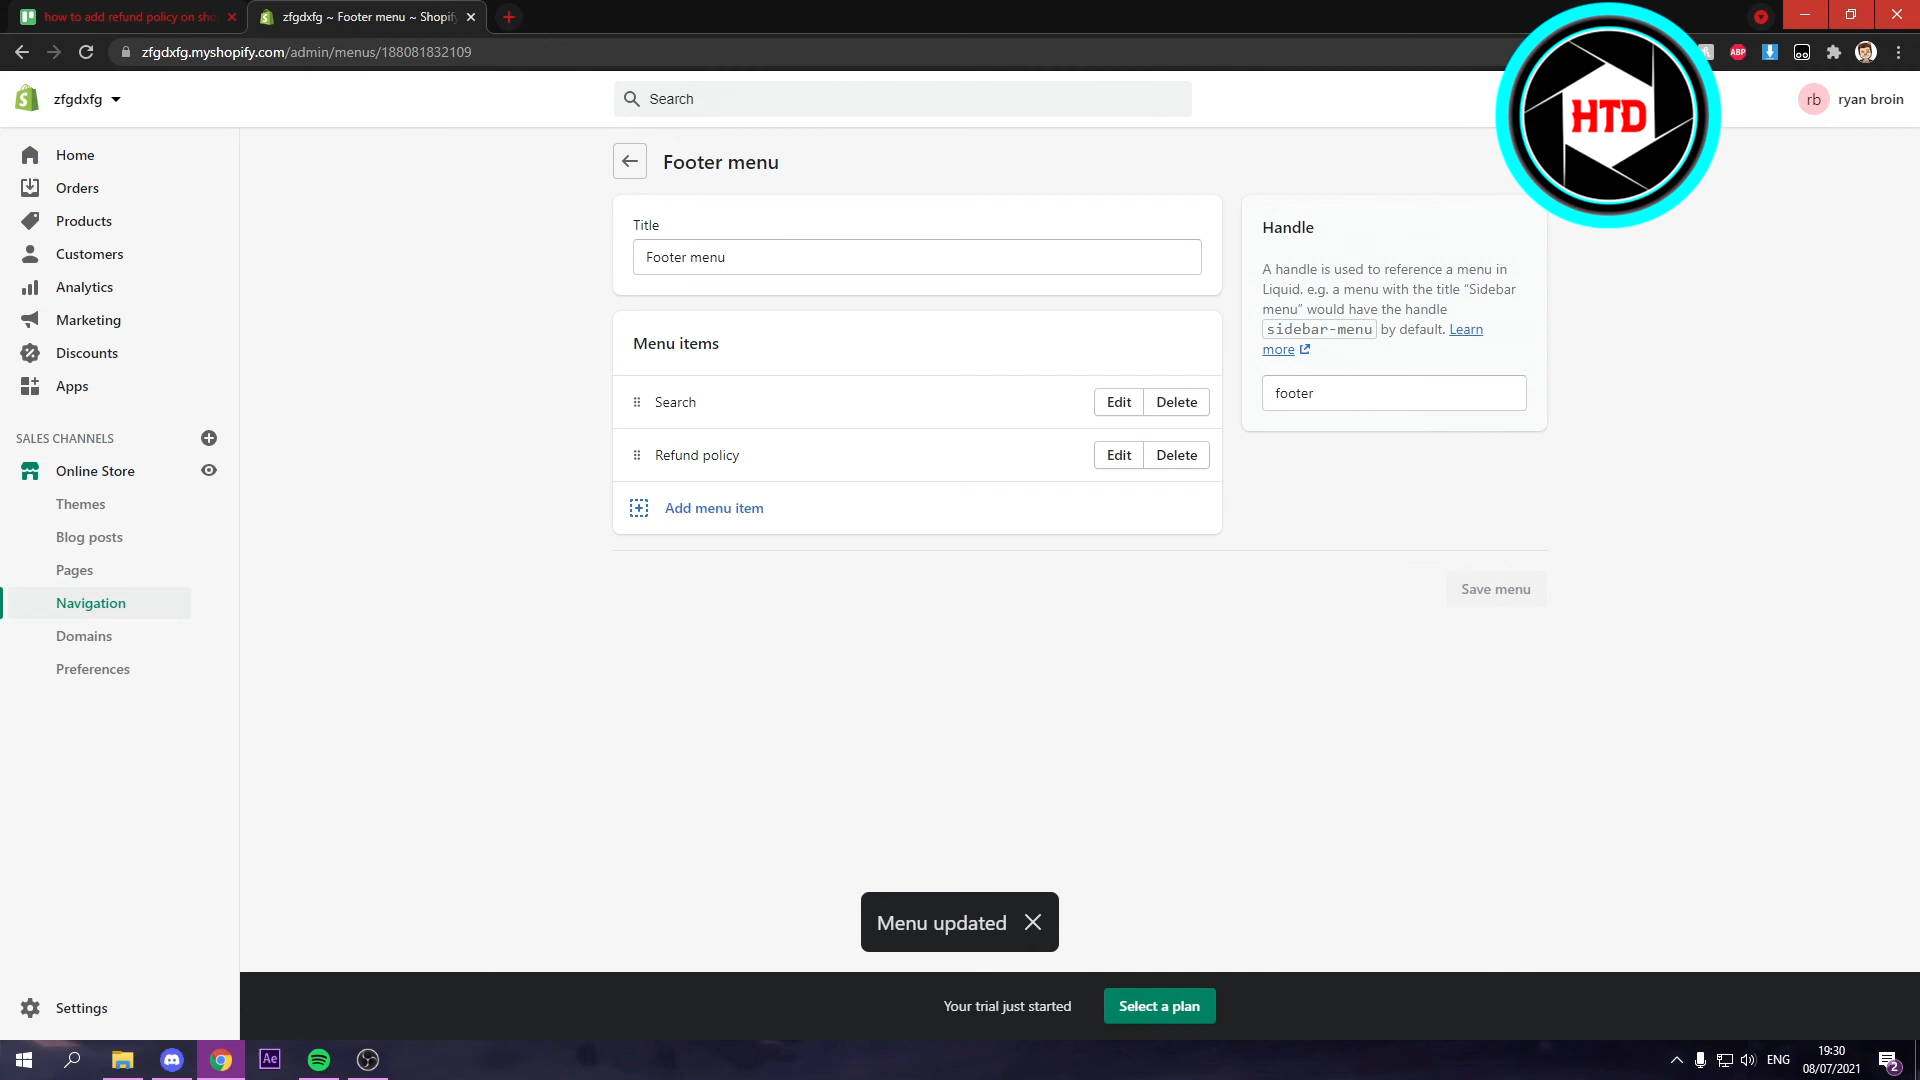 how to add refund policy on sho
zfgdxfg ~ Footer menu ~ Shopify
zfgdxfg.myshopify.com/admin/menus/188081832109
ABP
zfgdxfg
Search
HTD
rb
ryan broin
Home
Orders
Products
Customers
Analytics
Marketing
Discounts
Apps
SALES CHANNELS
Online Store
Themes
Blog posts
Pages
Navigation
Domains
Preferences
Settings
Footer menu
Title
Footer menu
Menu items
Search
Edit
Delete
Refund policy
Edit
Delete
Add menu item
Handle
A handle is used to reference a menu in
Liquid. e.g. a menu with the title “Sidebar
menu” would have the handle
sidebar-menu by default. Learn
more
footer
Save menu
Menu updated
Your trial just started
Select a plan
Ae
ENG
19:30
08/07/2021
2